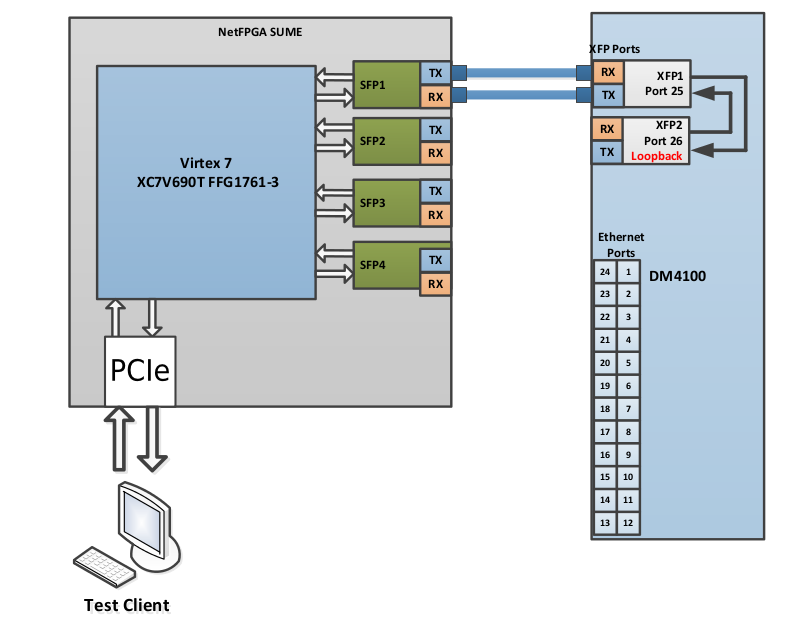 NetFPGA SUME
Virtex 7
XC7V690T FFG1761-3
SFP1
TX
RX
SFP2
TX
RX
SFP3
TX
RX
SFP4
TX
RX
PCIe
Test Client
XFP Ports
RX
TX
XFP1
Port 25
RX
TX
XFP2
Port 26
Loopback
Ethernet
Ports
DM4100
24 1
23 2
22 3
21 4
20 5
19 6
18 7
17 8
16 9
15 10
14 11
13 12